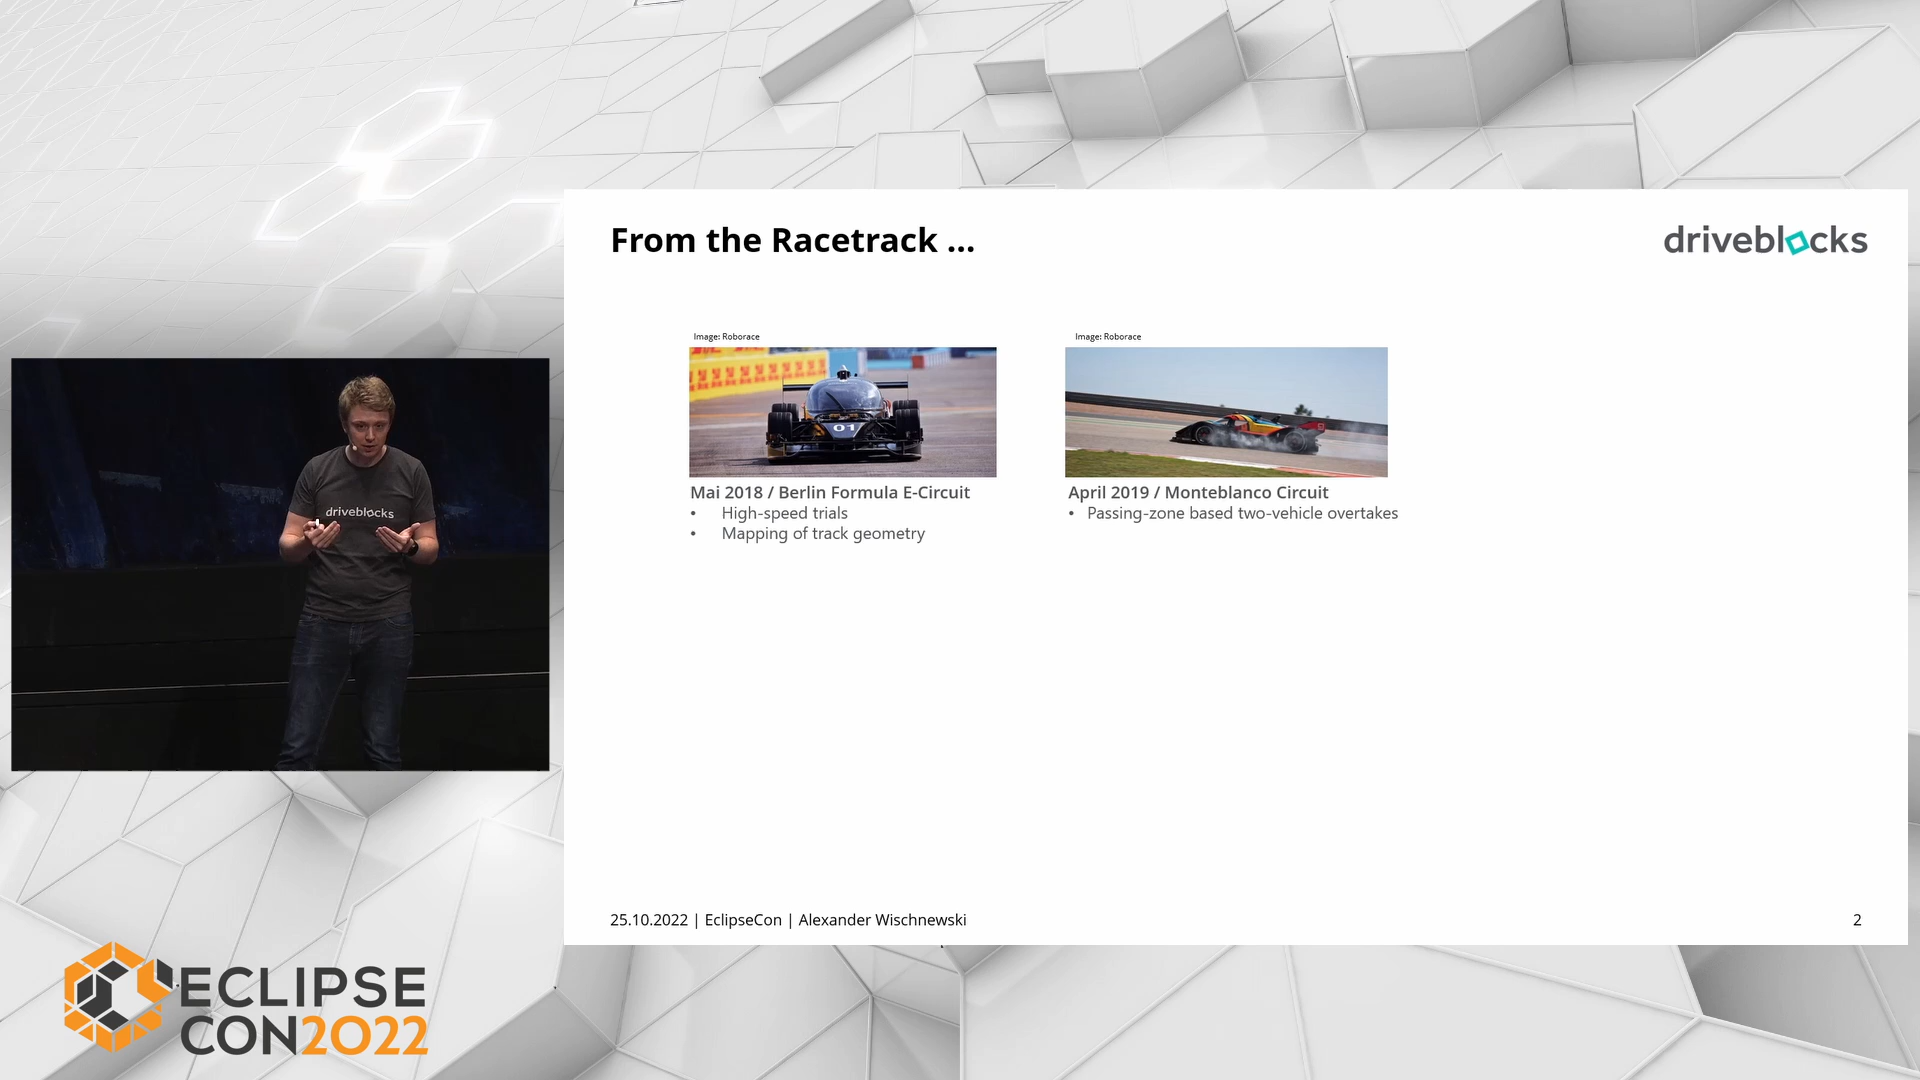 From the Racetrack ...
driveblocks
Image: Roborace
Image: Roborace
01
Mai 2018 / Berlin Formula E-Circuit
• High-speed trials
• Mapping of track geometry
April 2019 / Monteblanco Circuit
• Passing-zone based two-vehicle overtakes
driveblocks
25.10.2022 | EclipseCon | Alexander Wischnewski
2
ECLIPSE
CON2022